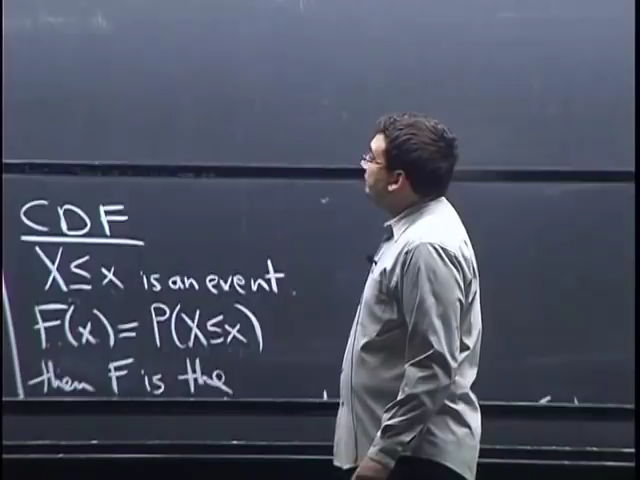 CDF
X ≤ x is an event.
F(x) = P(X ≤ x)
then F is the